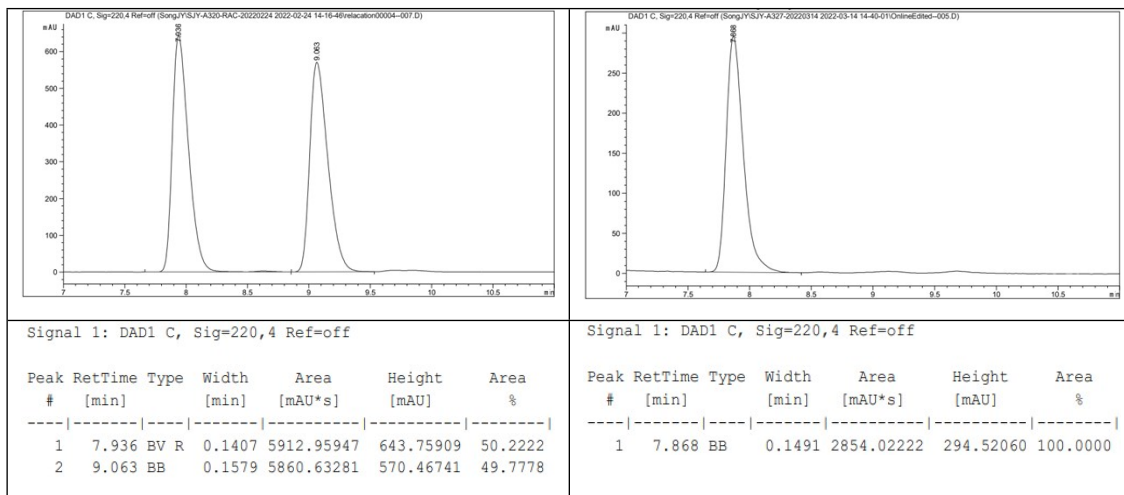 DAD1 C, Sig=220,4 Ref=off (SongJY\SJY-A320-RAC-20220224 2022-02-24 14-16-46\relacation00004--007.D)
mAU
7.936
9.063
600
500
400
300
200
100
0
7 7.5 8 8.5 9 9.5 10 10.5 min
DAD1 C, Sig=220,4 Ref=off (SongJY\SJY-A327-20220314 2022-03-14 14-40-01\OnlineEdited--005.D)
mAU
7.868
250
200
150
100
50
0
7 7.5 8 8.5 9 9.5 10 10.5 min
Signal 1: DAD1 C, Sig=220,4 Ref=off
Peak RetTime Type Width Area Height Area
# [min] [min] [mAU*s] [mAU] %
----|-------|----|-------|----------|----------|--------|
1 7.936 BV R 0.1407 5912.95947 643.75909 50.2222
2 9.063 BB 0.1579 5860.63281 570.46741 49.7778
Signal 1: DAD1 C, Sig=220,4 Ref=off
Peak RetTime Type Width Area Height Area
# [min] [min] [mAU*s] [mAU] %
----|-------|----|-------|----------|----------|--------|
1 7.868 BB 0.1491 2854.02222 294.52060 100.0000